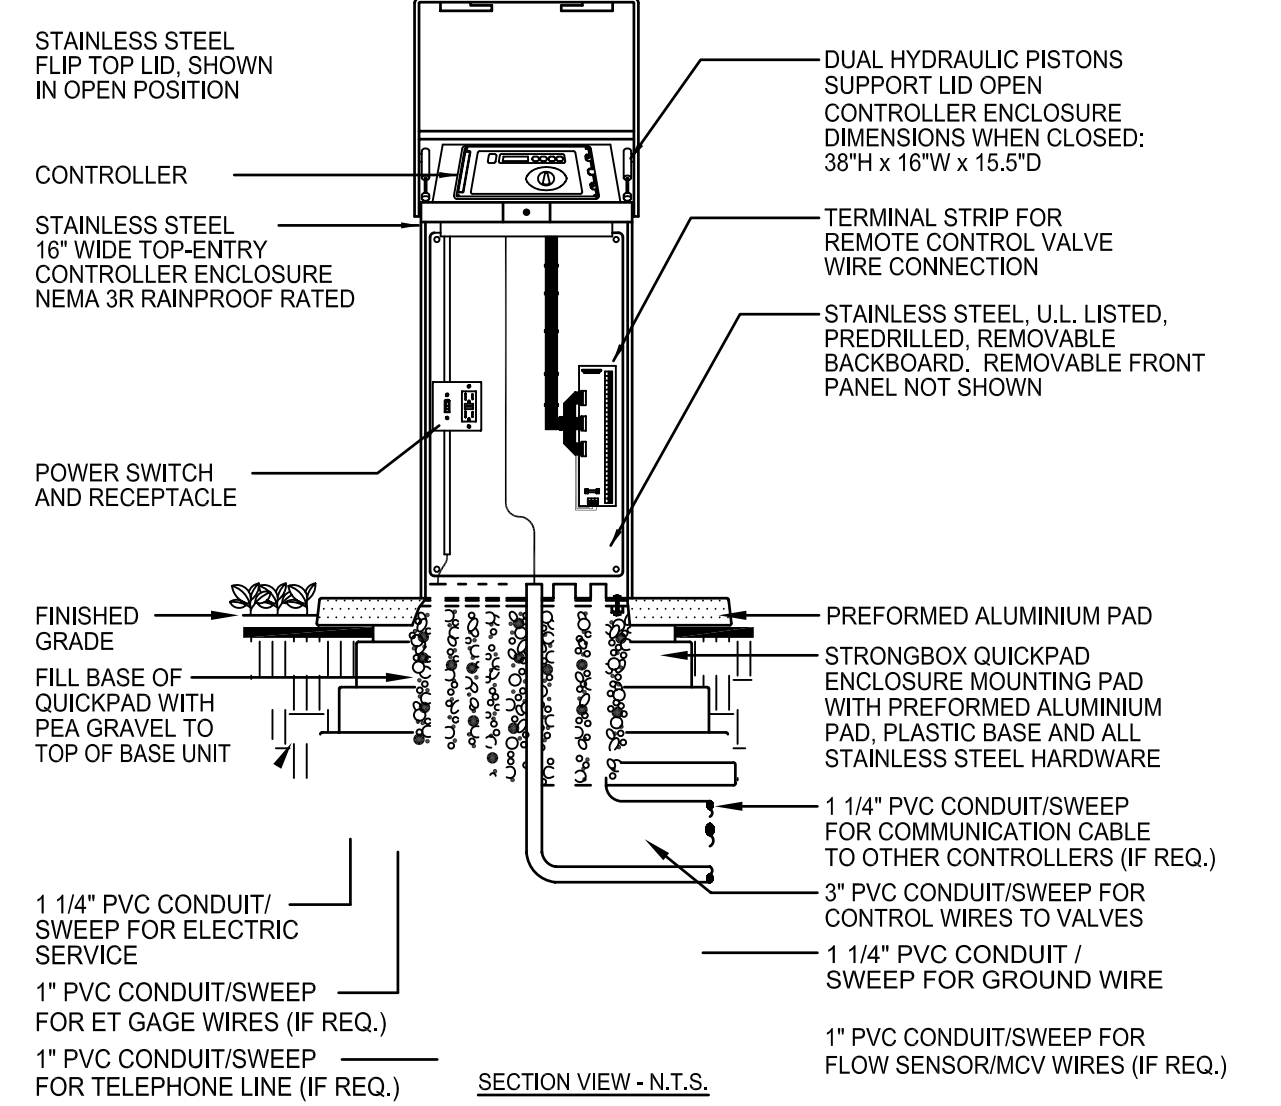 STAINLESS STEEL
FLIP TOP LID, SHOWN
IN OPEN POSITION
CONTROLLER
STAINLESS STEEL
16" WIDE TOP-ENTRY
CONTROLLER ENCLOSURE
NEMA 3R RAINPROOF RATED
POWER SWITCH
AND RECEPTACLE
FINISHED
GRADE
FILL BASE OF
QUICKPAD WITH
PEA GRAVEL TO
TOP OF BASE UNIT
1 1/4" PVC CONDUIT/
SWEEP FOR ELECTRIC
SERVICE
1" PVC CONDUIT/SWEEP
FOR ET GAGE WIRES (IF REQ.)
1" PVC CONDUIT/SWEEP
FOR TELEPHONE LINE (IF REQ.)
DUAL HYDRAULIC PISTONS
SUPPORT LID OPEN
CONTROLLER ENCLOSURE
DIMENSIONS WHEN CLOSED:
38"H x 16"W x 15.5"D
TERMINAL STRIP FOR
REMOTE CONTROL VALVE
WIRE CONNECTION
STAINLESS STEEL, U.L. LISTED,
PREDRILLED, REMOVABLE
BACKBOARD.  REMOVABLE FRONT
PANEL NOT SHOWN
PREFORMED ALUMINIUM PAD
STRONGBOX QUICKPAD
ENCLOSURE MOUNTING PAD
WITH PREFORMED ALUMINIUM
PAD, PLASTIC BASE AND ALL
STAINLESS STEEL HARDWARE
1 1/4" PVC CONDUIT/SWEEP
FOR COMMUNICATION CABLE
TO OTHER CONTROLLERS (IF REQ.)
3" PVC CONDUIT/SWEEP FOR
CONTROL WIRES TO VALVES
1 1/4" PVC CONDUIT /
SWEEP FOR GROUND WIRE
1" PVC CONDUIT/SWEEP FOR
FLOW SENSOR/MCV WIRES (IF REQ.)
SECTION VIEW - N.T.S.